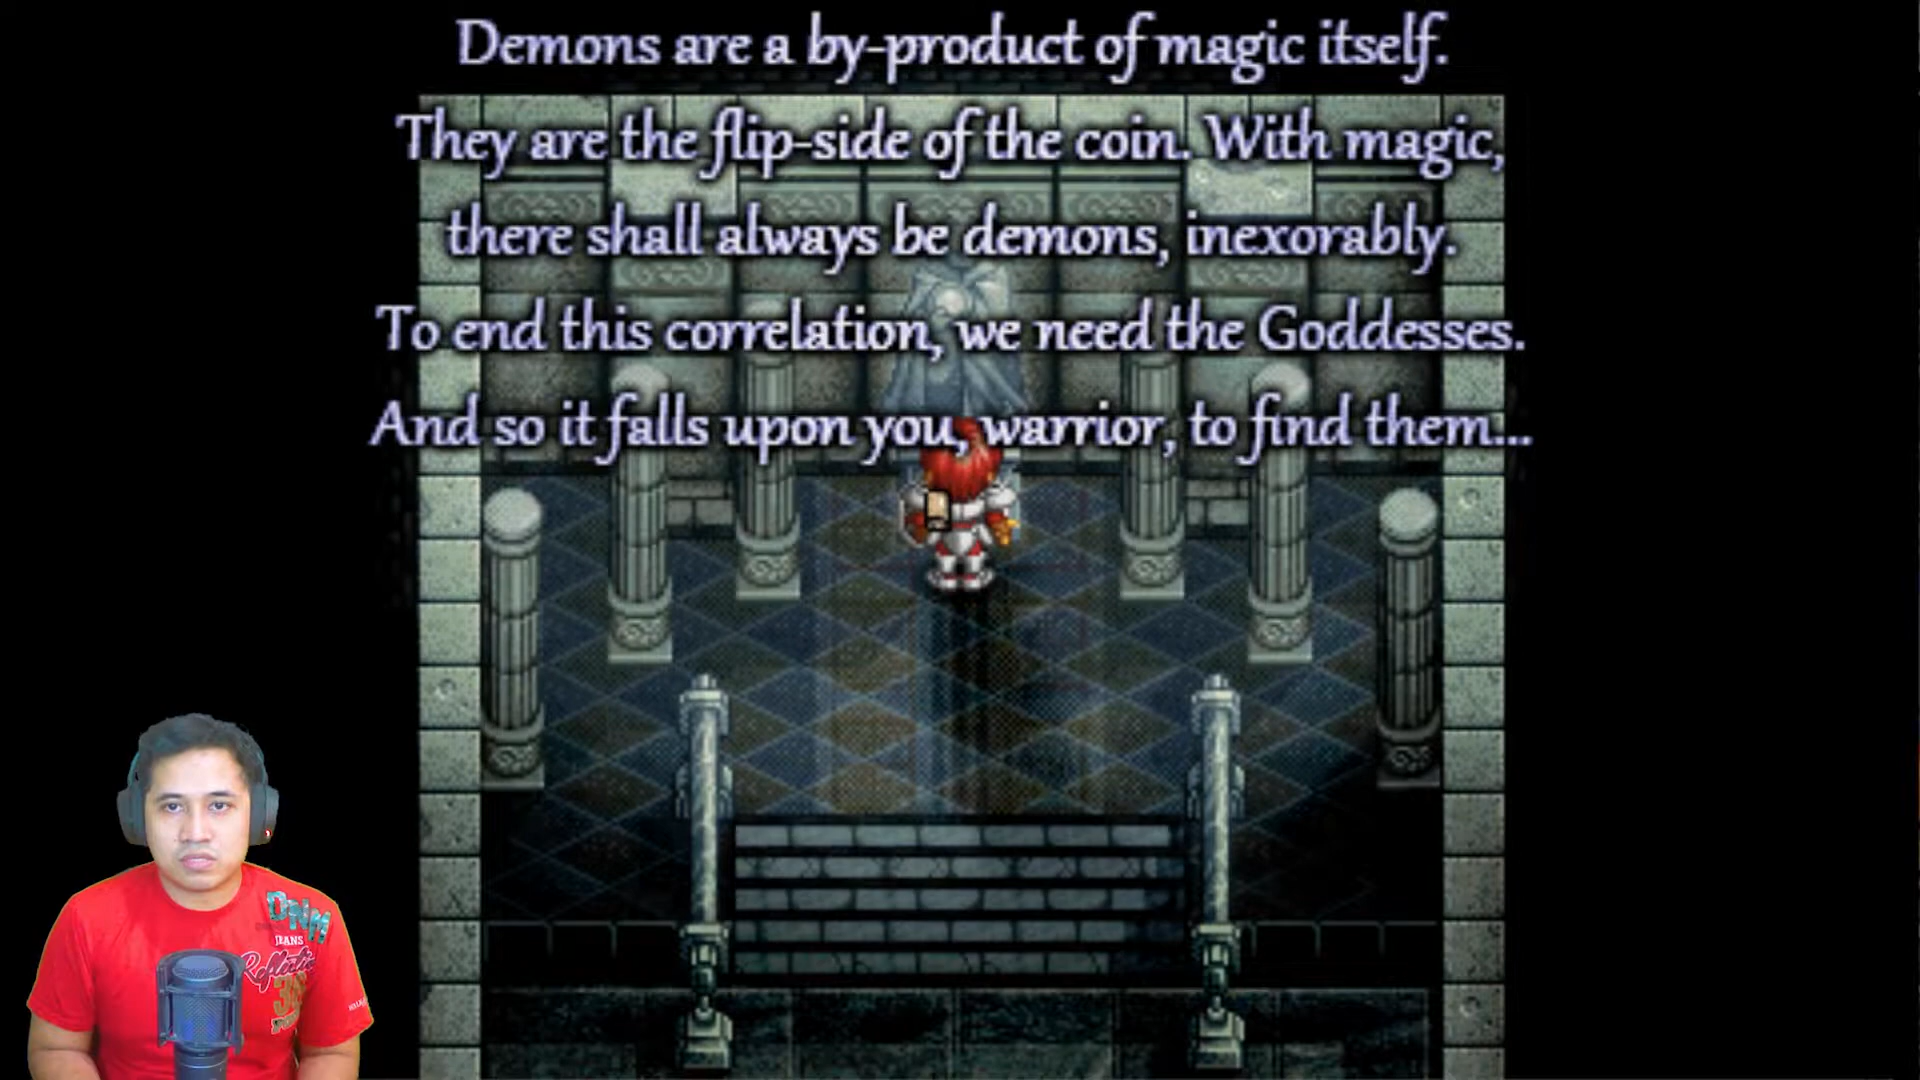 Demons are a by-product of magic itself.
They are the flip-side of the coin. With magic,
there shall always be demons, inexorably.
To end this correlation, we need the Goddesses.
And so it falls upon you, warrior, to find them...
DNM
JEANS